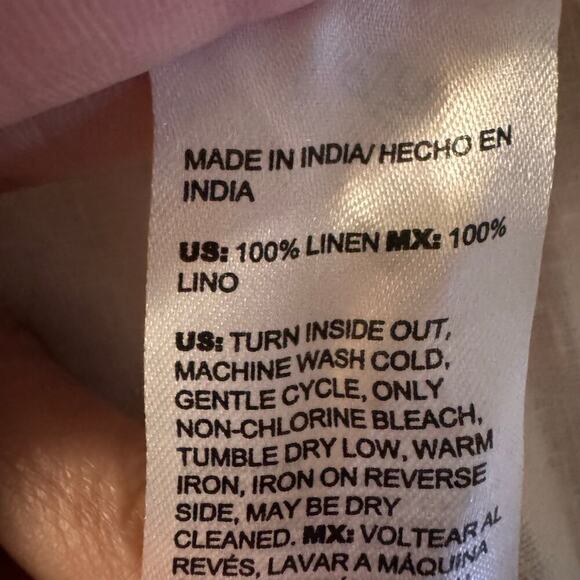 MADE IN INDIA/ HECHO EN
INDIA
US: 100% LINEN MX: 100%
LINO
US: TURN INSIDE OUT,
MACHINE WASH COLD,
GENTLE CYCLE, ONLY
NON-CHLORINE BLEACH,
TUMBLE DRY LOW, WARM
IRON, IRON ON REVERSE
SIDE, MAY BE DRY
CLEANED. MX: VOLTEAR AL
REVÉS, LAVAR A MÁQUINA